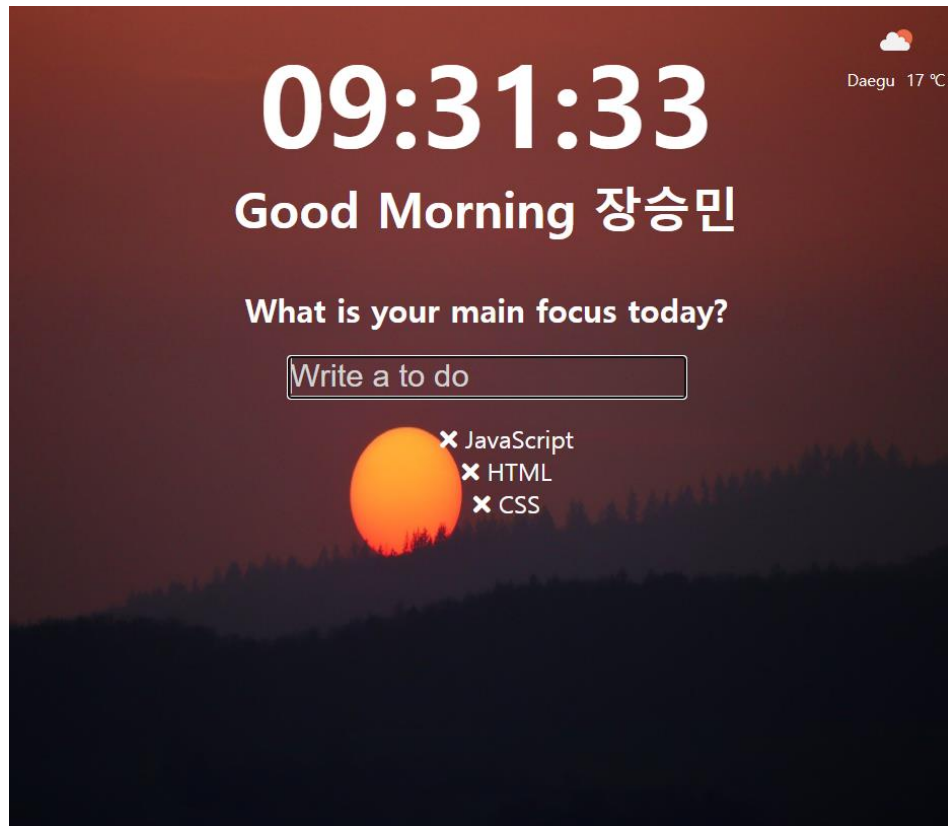 Daegu 17 ℃
09:31:33
Good Morning 장승민
What is your main focus today?
Write a to do
JavaScript
HTML
CSS